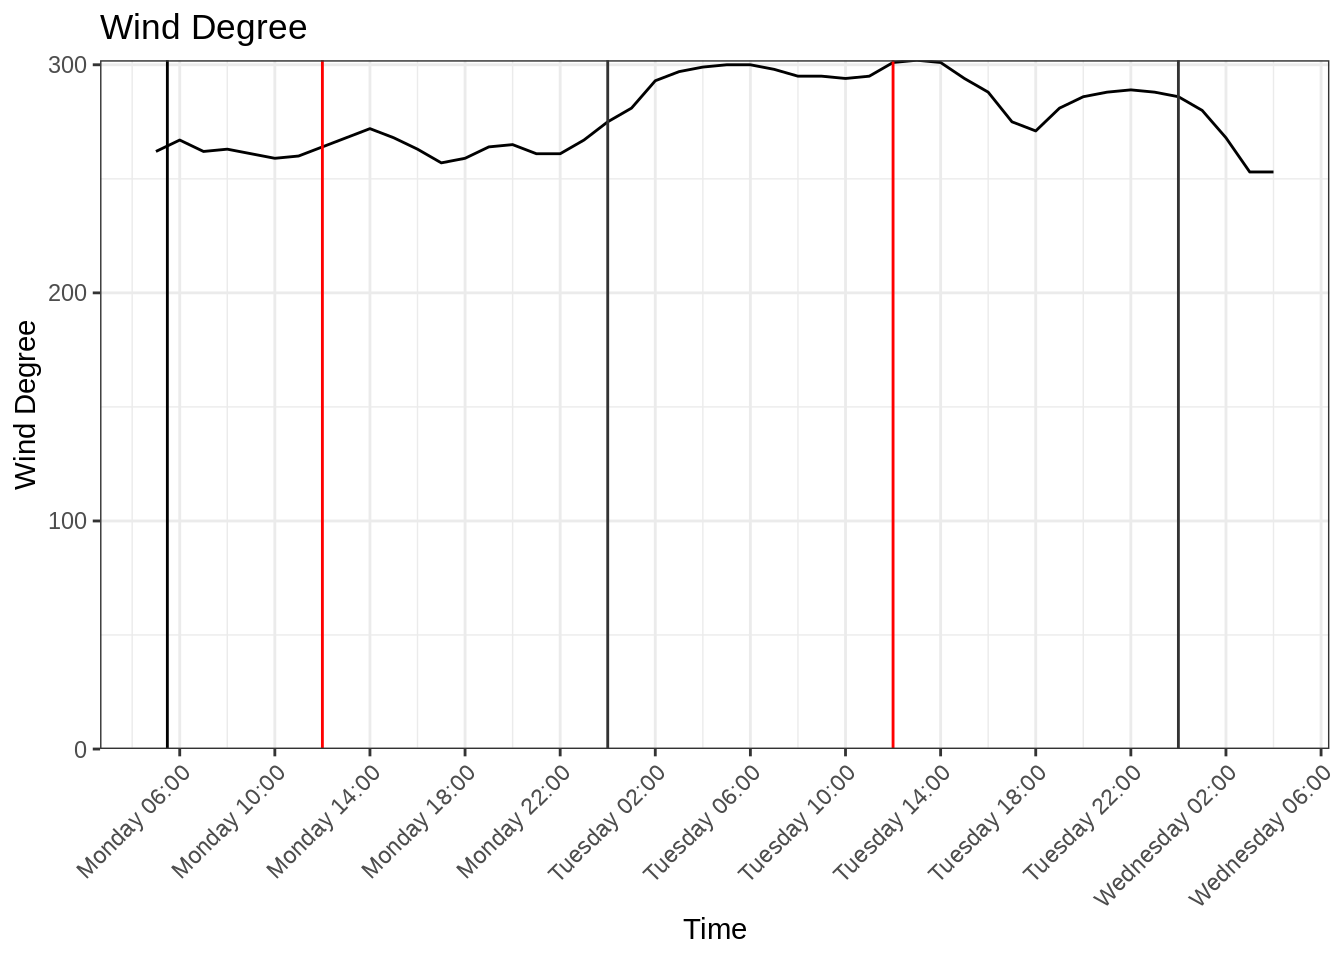 Wind Degree
300
200
100
0
Wind Degree
Monday 06:00
Monday 10:00
Monday 14:00
Monday 18:00
Monday 22:00
Tuesday 02:00
Tuesday 06:00
Tuesday 10:00
Tuesday 14:00
Tuesday 18:00
Tuesday 22:00
Wednesday 02:00
Wednesday 06:00
Time